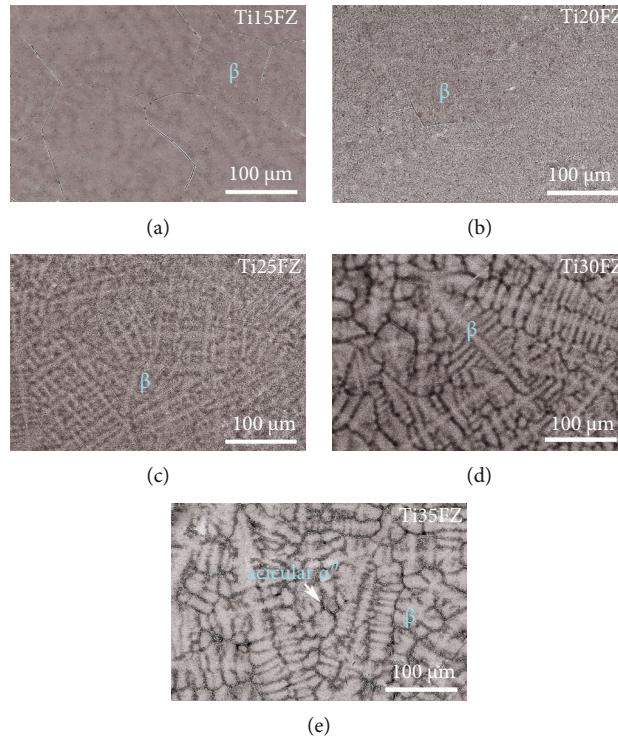 Ti15FZ
β
100 μm
(a)
Ti20FZ
β
100 μm
(b)
Ti25FZ
β
100 μm
(c)
Ti30FZ
β
100 μm
(d)
Ti35FZ
acicular α″
β
100 μm
(e)